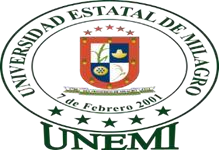 UNIVERSIDAD ESTATAL DE MILAGRO
7 de Febrero 2001
UNEMI